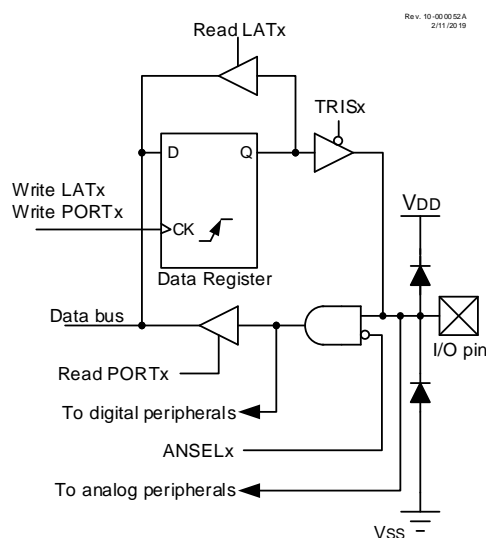 Rev. 10-000052A
2/11/2019
Read LATx
TRISx
D
Q
Write LATx
Write PORTx
CK
VDD
Data Register
Data bus
I/O pin
Read PORTx
To digital peripherals
ANSELx
To analog peripherals
VSS